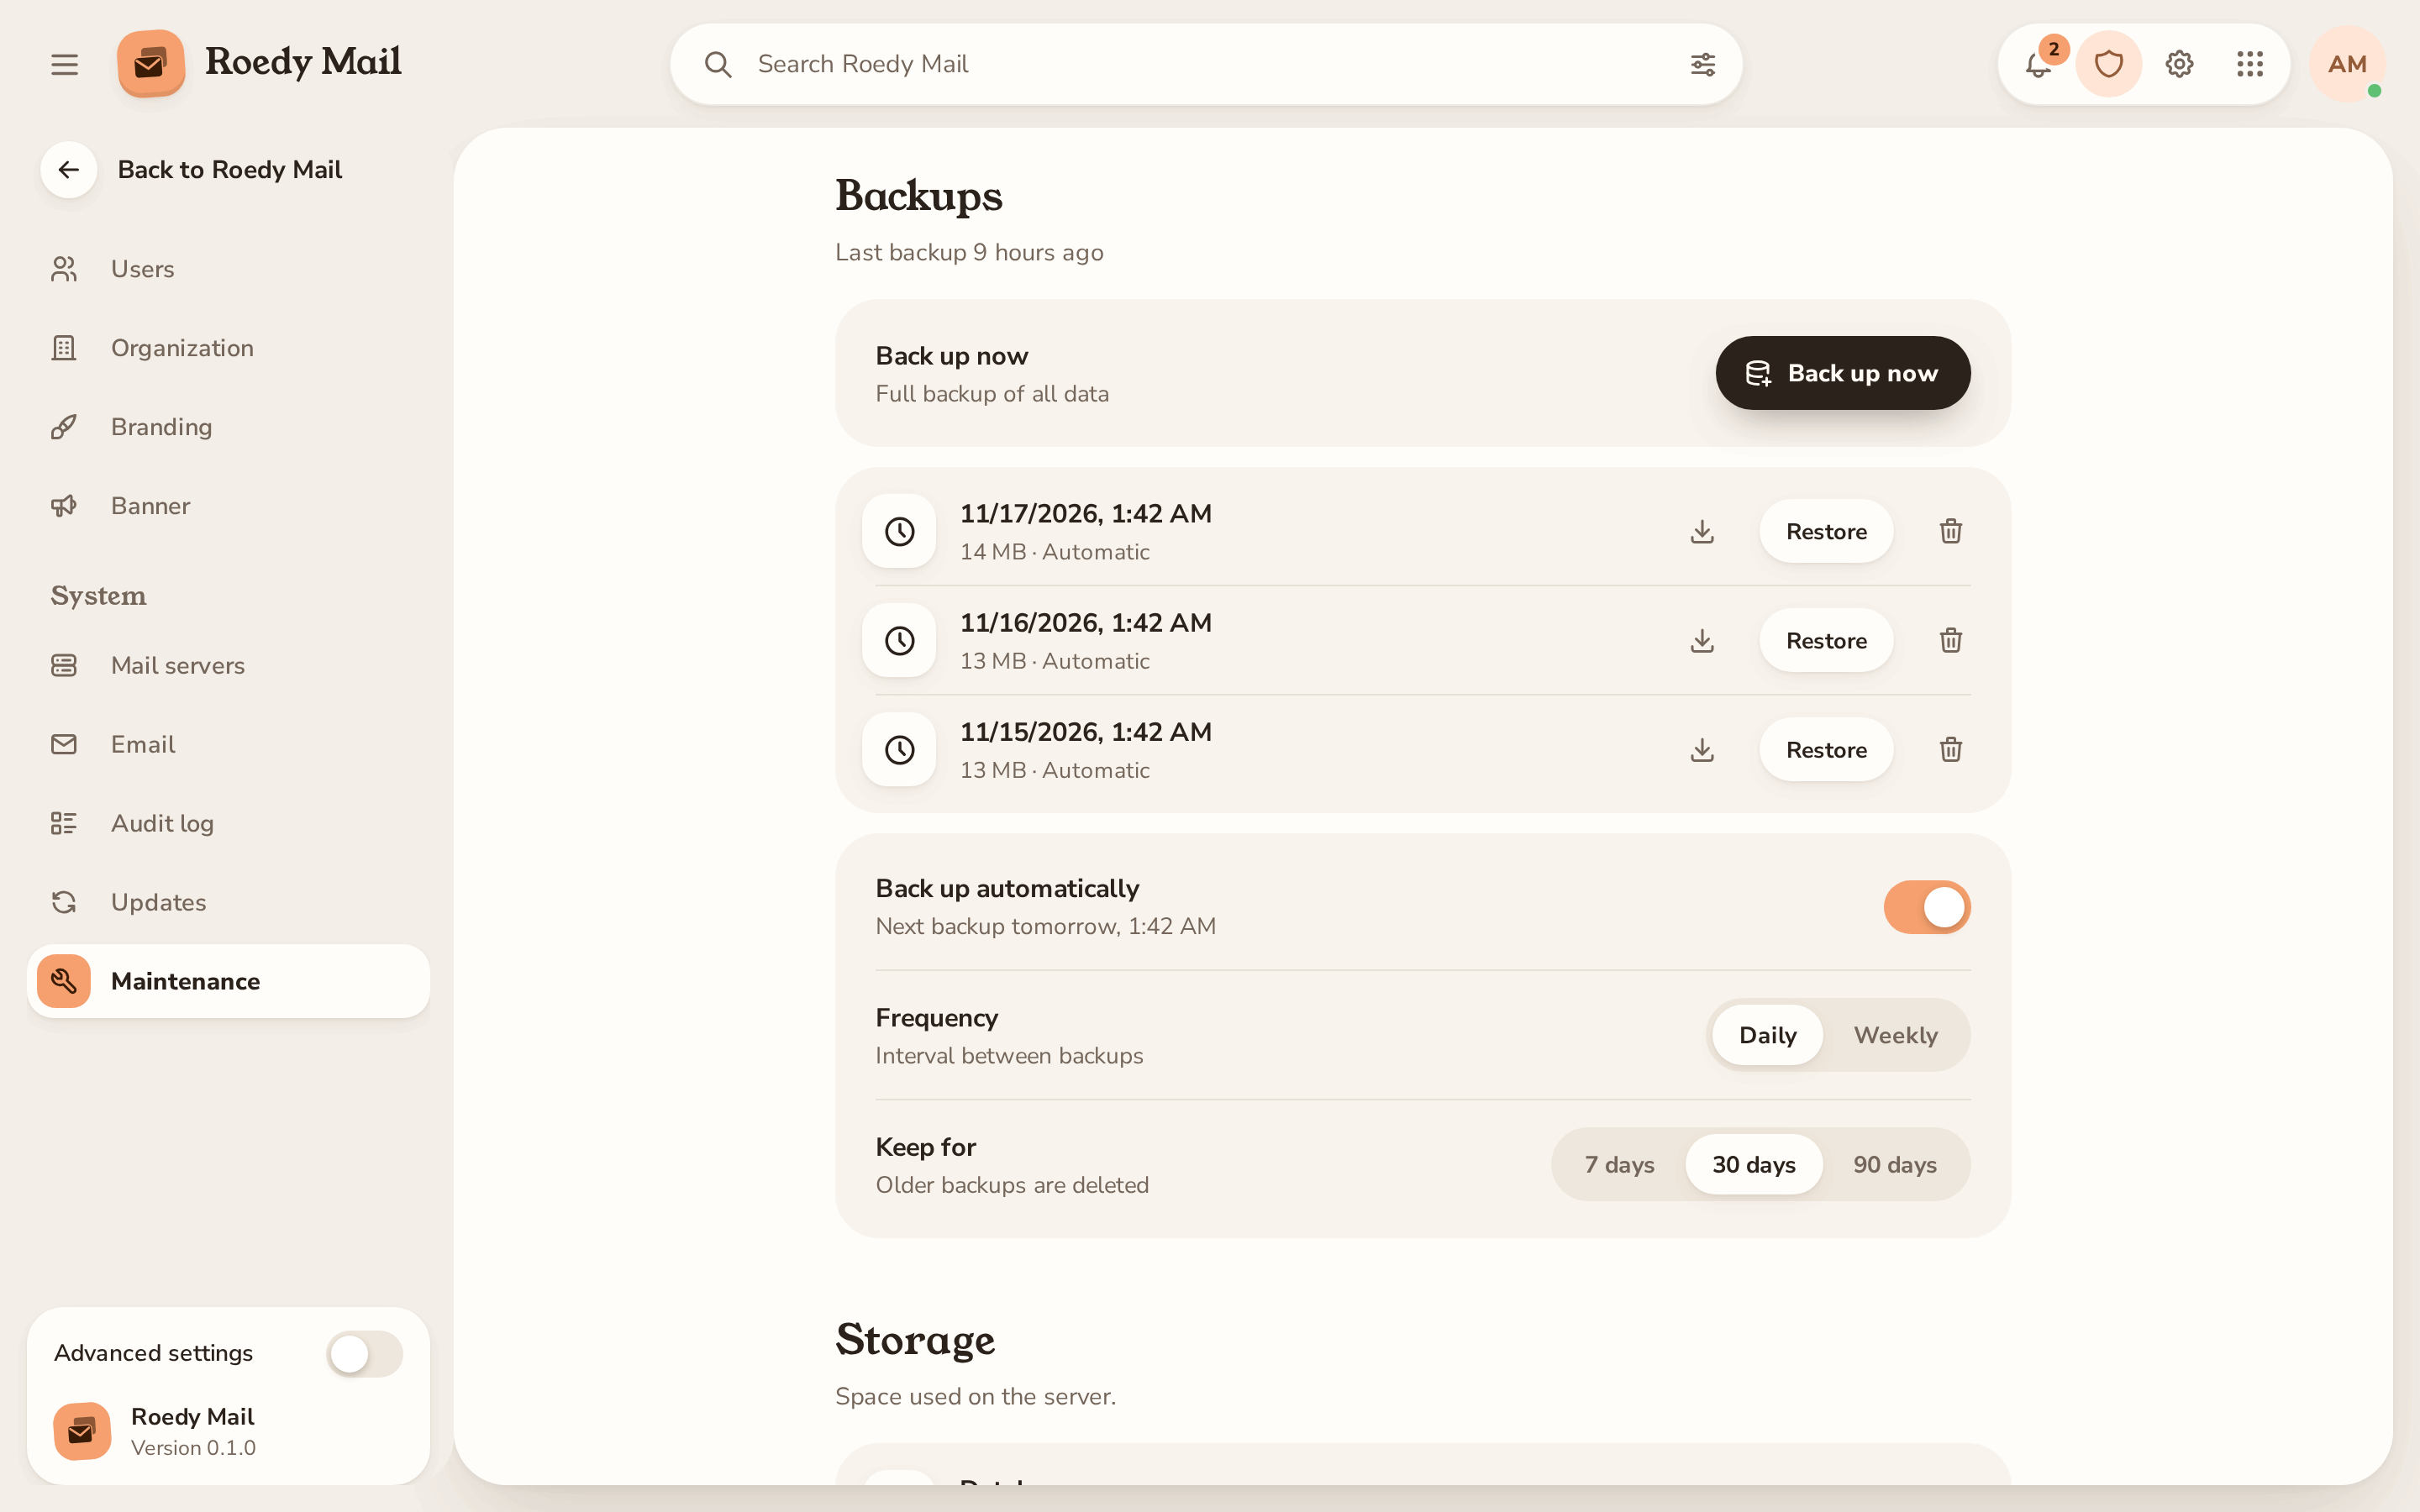 Roedy Mail
Search Roedy Mail
2
AM
Back to Roedy Mail
Users
Organization
Branding
Banner
System
Mail servers
Email
Audit log
Updates
Maintenance
Advanced settings
Roedy Mail
Version 0.1.0
Backups
Last backup 9 hours ago
Back up now
Full backup of all data
Back up now
11/17/2026, 1:42 AM
14 MB · Automatic
Restore
11/16/2026, 1:42 AM
13 MB · Automatic
Restore
11/15/2026, 1:42 AM
13 MB · Automatic
Restore
Back up automatically
Next backup tomorrow, 1:42 AM
Frequency
Interval between backups
Daily
Weekly
Keep for
Older backups are deleted
7 days
30 days
90 days
Storage
Space used on the server.